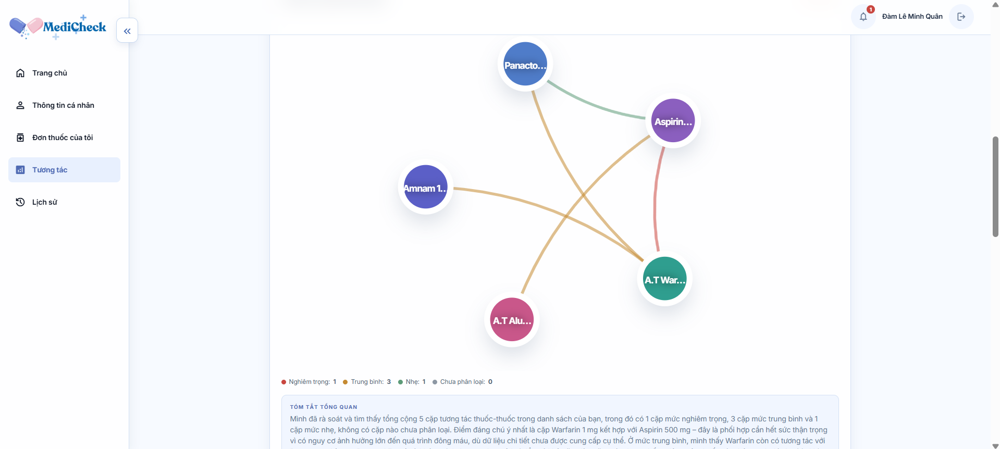 MediCheck
1
Đàm Lê Minh Quân
Trang chủ
Thông tin cá nhân
Đơn thuốc của tôi
Tương tác
Lịch sử
Panacto...
Aspirin...
Amnam 1...
A.T War...
A.T Alu...
Nghiêm trọng: 1 Trung bình: 3 Nhẹ: 1 Chưa phân loại: 0
TÓM TẮT TỔNG QUAN
Mình đã rà soát và tìm thấy tổng cộng 5 cặp tương tác thuốc-thuốc trong danh sách của bạn, trong đó có 1 cặp mức nghiêm trọng, 3 cặp mức trung bình và 1
cặp mức nhẹ, không có cặp nào chưa phân loại. Điểm đáng chú ý nhất là cặp Warfarin 1 mg kết hợp với Aspirin 500 mg – đây là phối hợp cần hết sức thận trọng
vì có nguy cơ ảnh hưởng lớn đến quá trình đông máu, dù dữ liệu chi tiết chưa được cung cấp cụ thể. Ở mức trung bình, mình thấy Warfarin còn có tương tác với